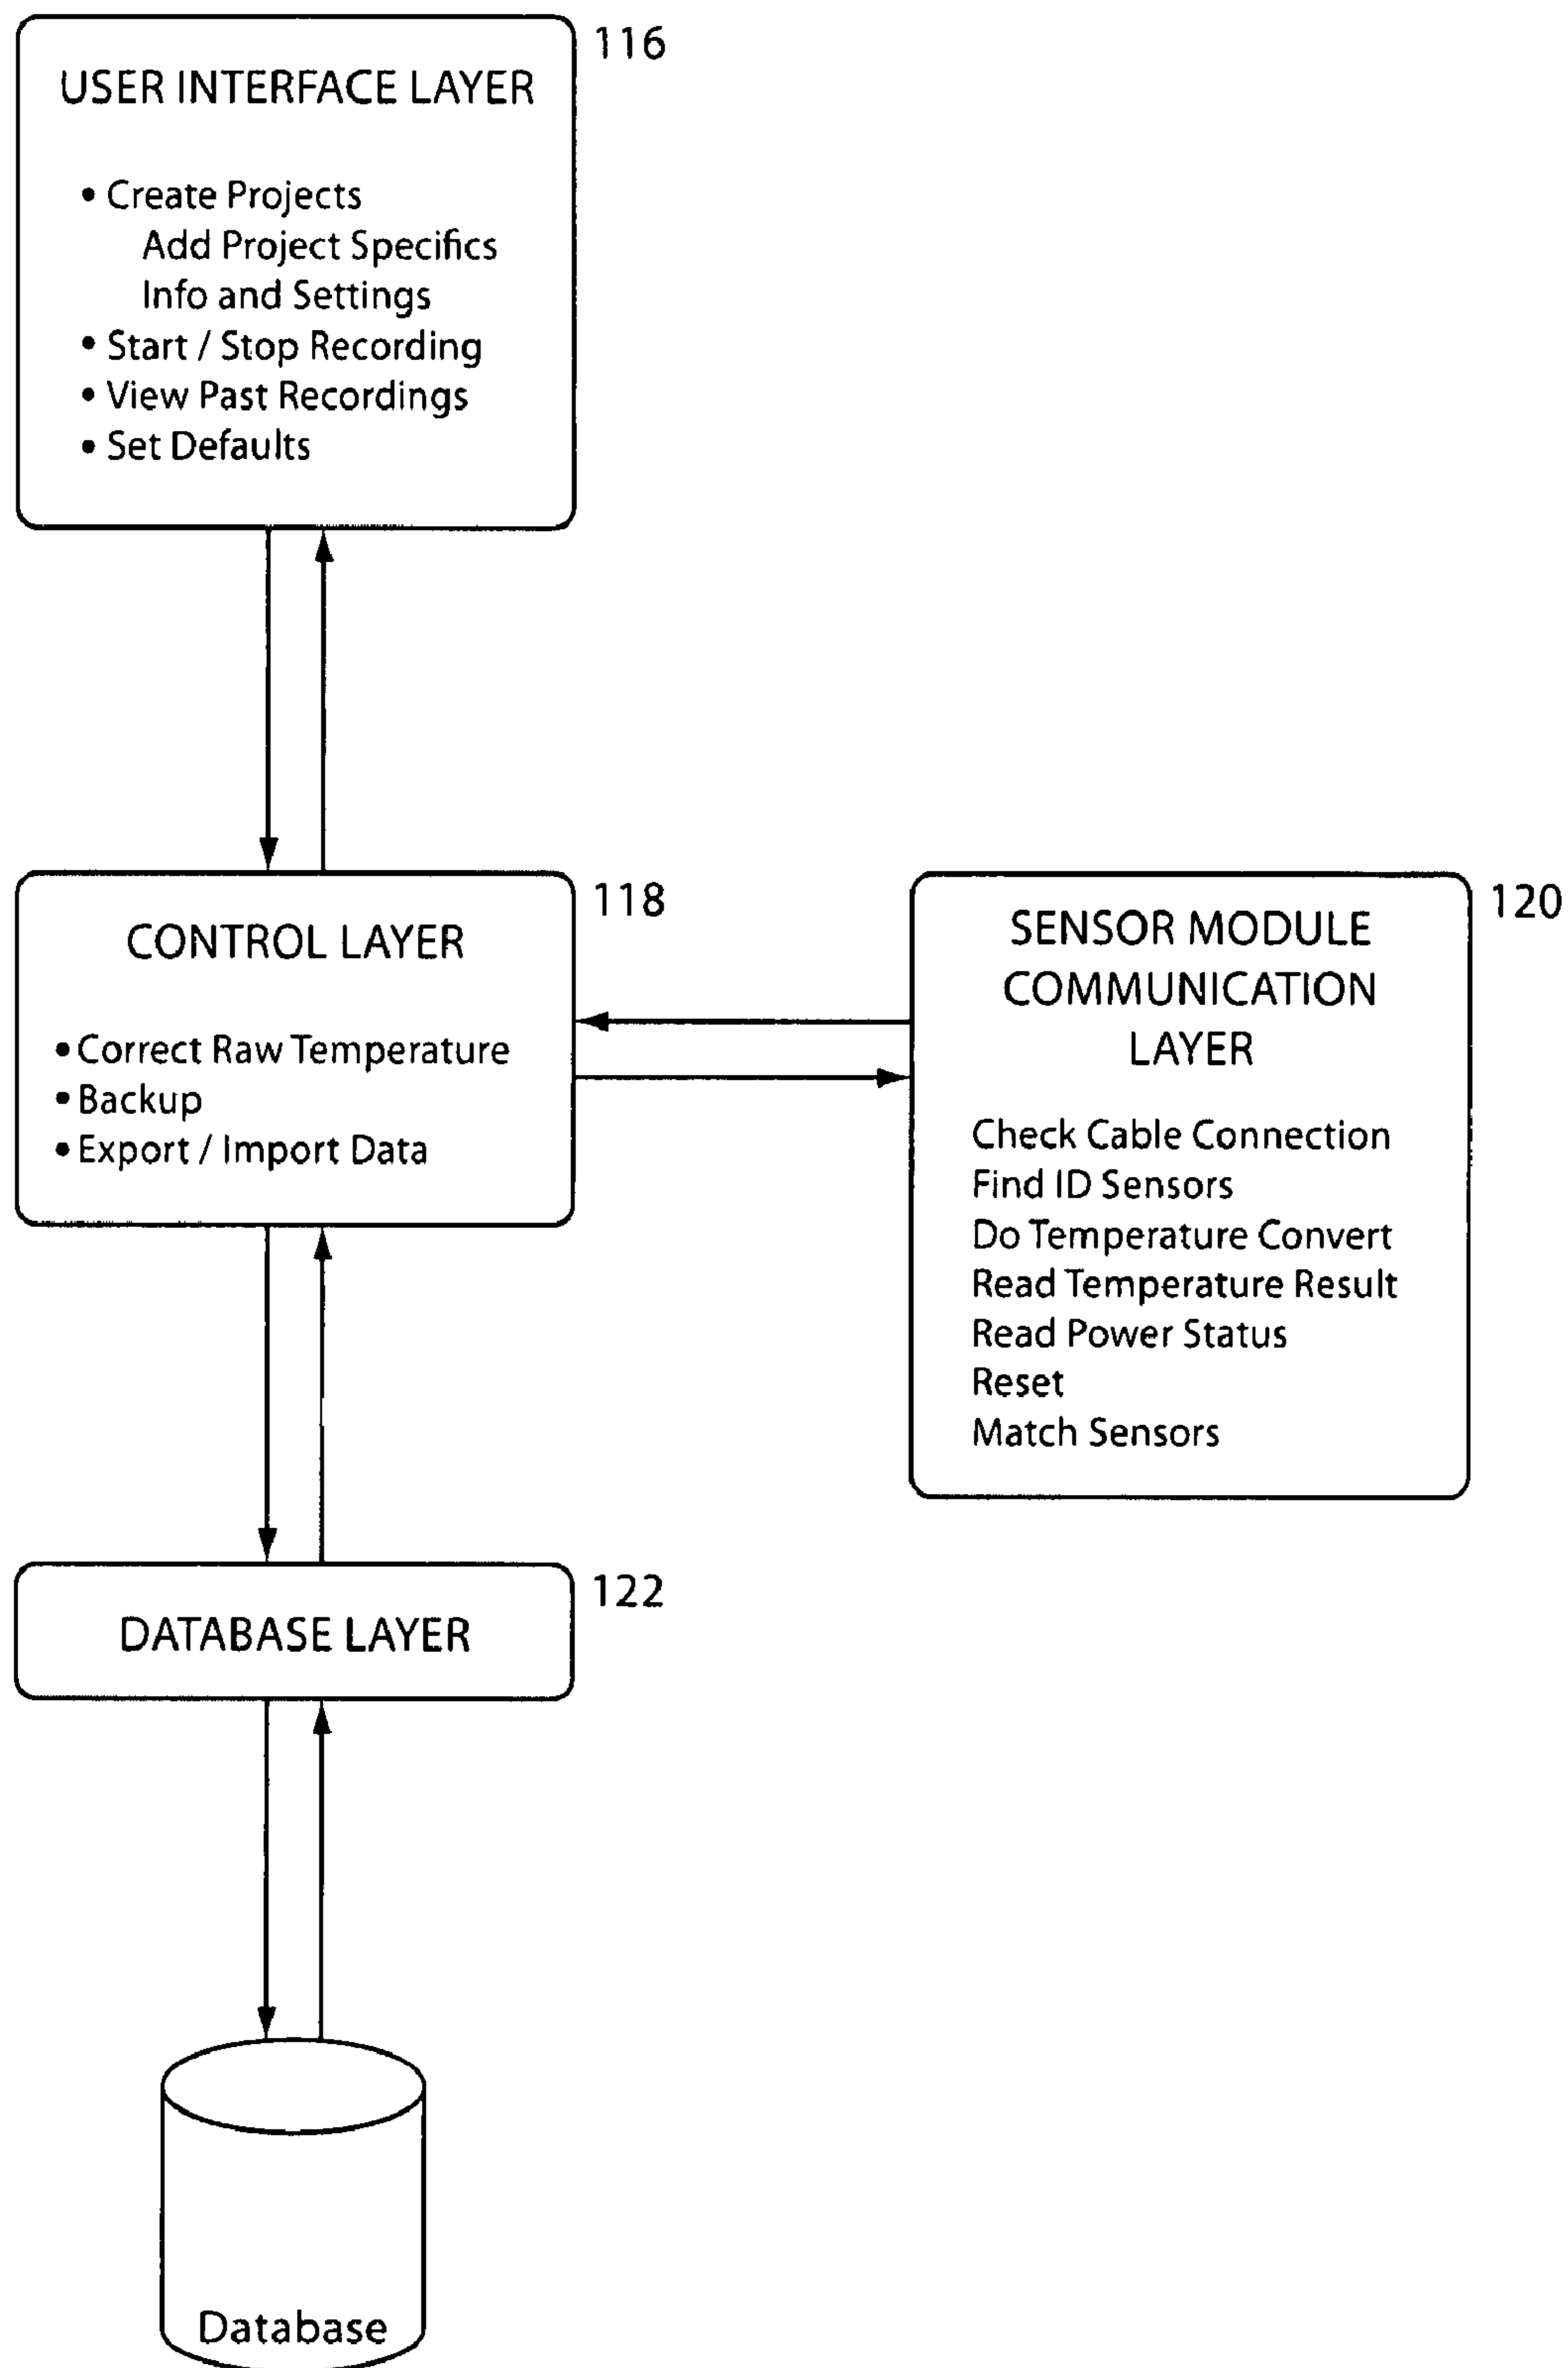 116
USER INTERFACE LAYER
• Create Projects
Add Project Specifics
Info and Settings
• Start / Stop Recording
• View Past Recordings
• Set Defaults
118
CONTROL LAYER
• Correct Raw Temperature
• Backup
• Export / Import Data
120
SENSOR MODULE
COMMUNICATION
LAYER
Check Cable Connection
Find ID Sensors
Do Temperature Convert
Read Temperature Result
Read Power Status
Reset
Match Sensors
122
DATABASE LAYER
Database